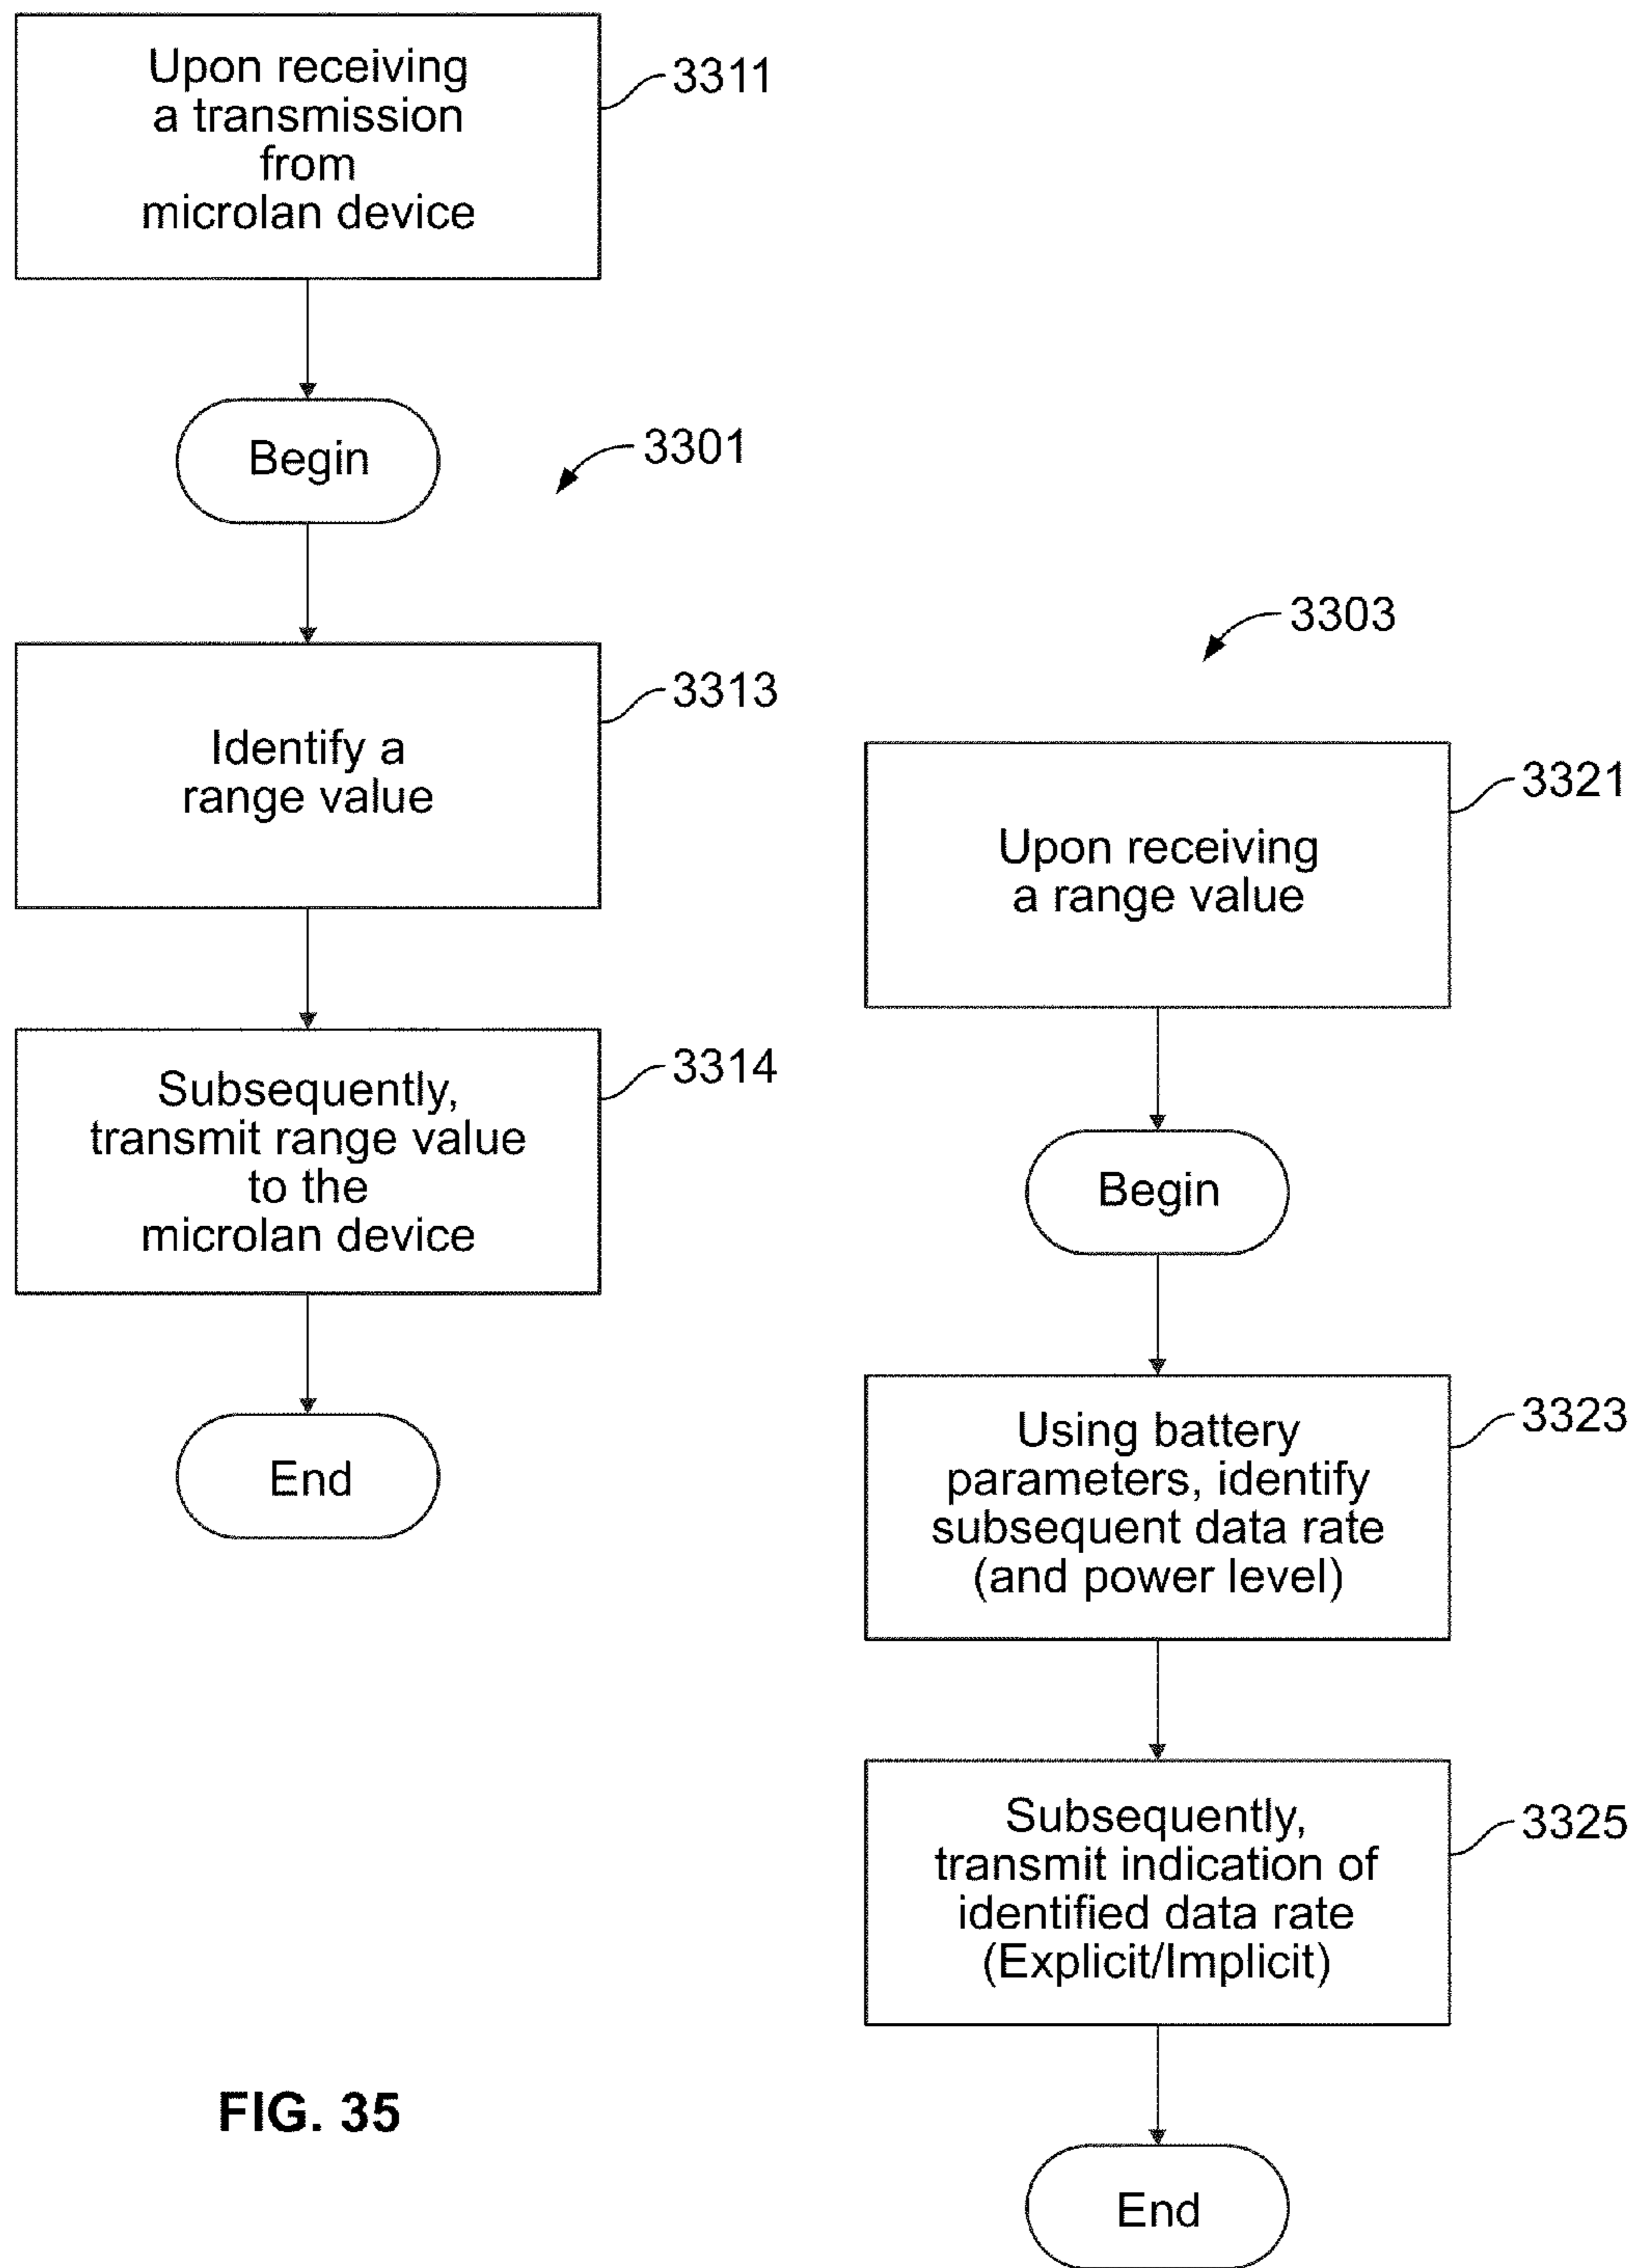 Upon receiving
a transmission
from
microlan device
3311
Begin
3301
Identify a
range value
3313
Subsequently,
transmit range value
to the
microlan device
3314
End
3303
Upon receiving
a range value
3321
Begin
Using battery
parameters, identify
subsequent data rate
(and power level)
3323
Subsequently,
transmit indication of
identified data rate
(Explicit/Implicit)
3325
End
FIG. 35